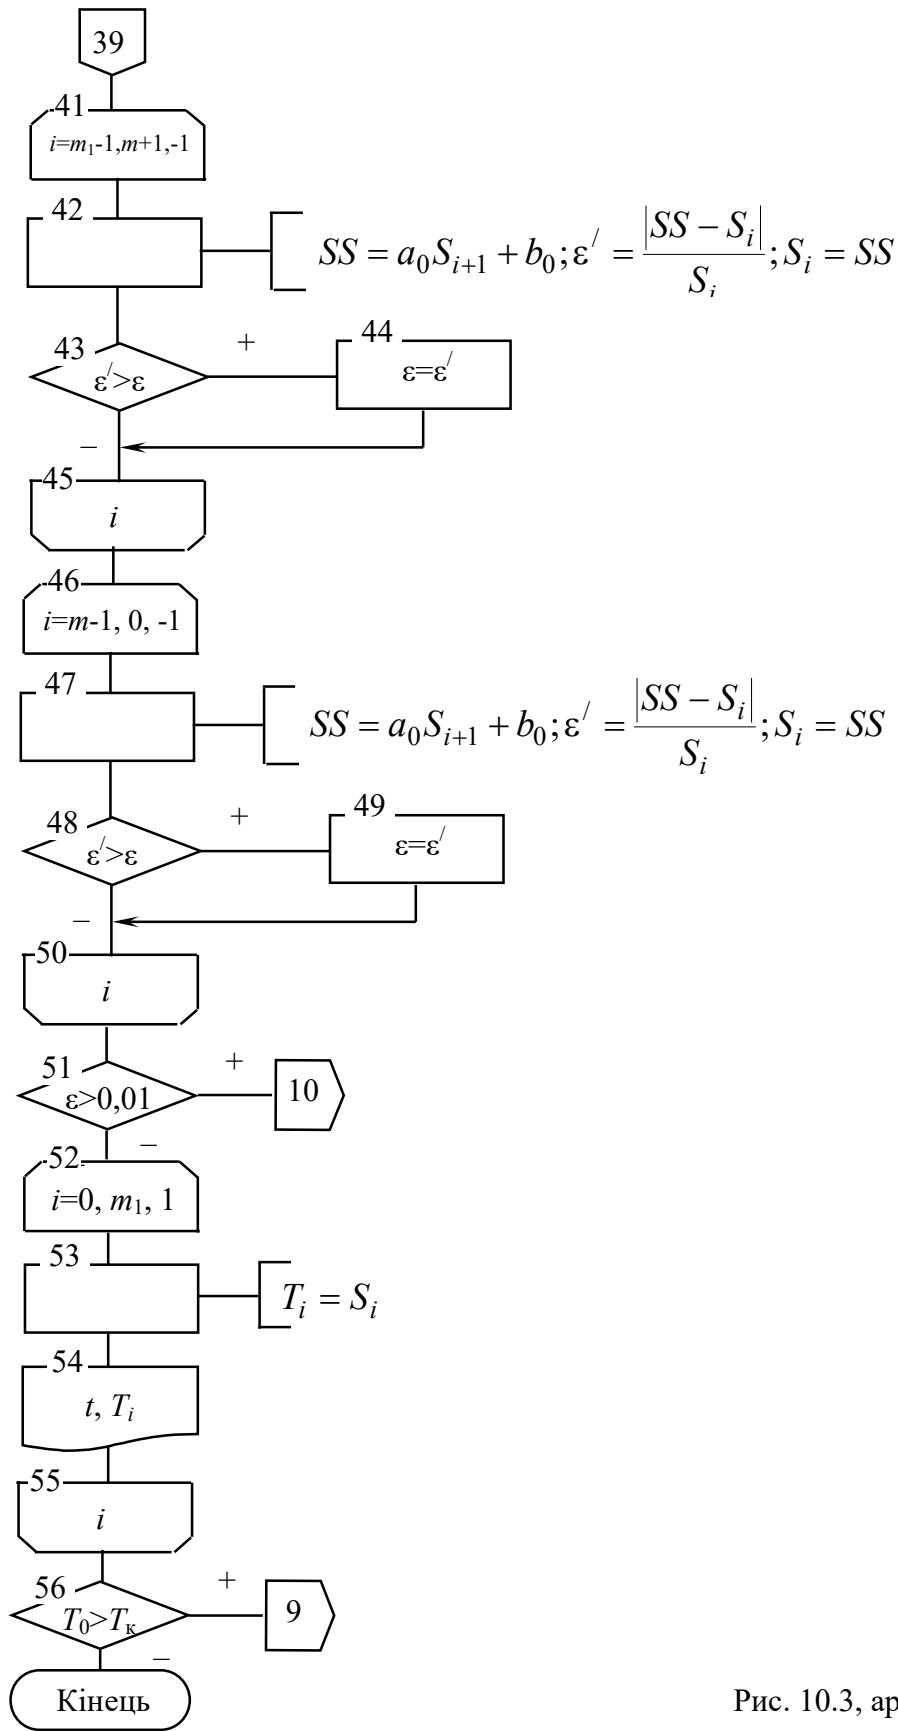 39
41
i=m₁-1,m+1,-1
42
SS = a₀Sᵢ₊₁ + b₀; ε′ = |SS − Sᵢ| / Sᵢ; Sᵢ = SS
43
ε′>ε
+
44
ε=ε′
−
45
i
46
i=m-1, 0, -1
47
SS = a₀Sᵢ₊₁ + b₀; ε′ = |SS − Sᵢ| / Sᵢ; Sᵢ = SS
48
ε′>ε
+
49
ε=ε′
−
50
i
51
ε>0,01
+
10
−
52
i=0, m₁, 1
53
Tᵢ = Sᵢ
54
t, Tᵢ
55
i
56
T₀>Tк
+
9
−
Кінець
Рис. 10.3, ар